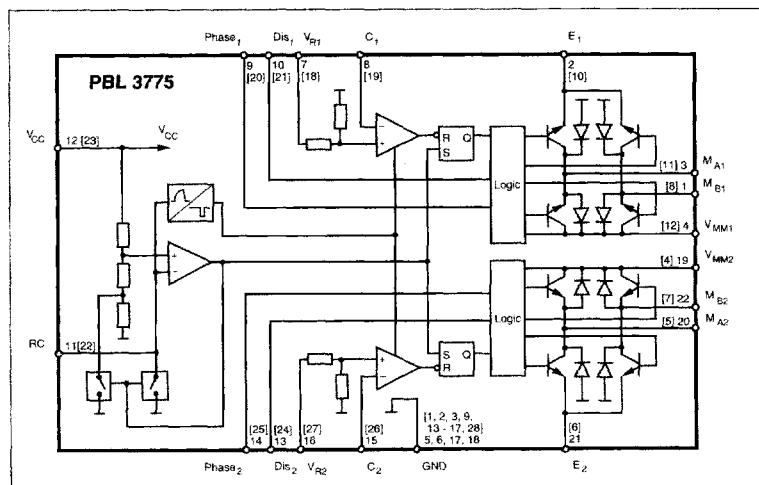 Phase1 Dis1 VR1 C1 E1
9 10 7 8 2
[20] [21] [18] [19] [10]
PBL 3775
VCC 12 [23] VCC
R Q
S
Logic
[11] 3 MA1
[8] 1 MB1
[12] 4 VMM1
[4] 19 VMM2
[7] 22 MB2
[5] 20 MA2
Logic
+
−
+
−
RC 11 [22]
S Q
R
+
−
[25] [24] [27] [26] [1, 2, 3, 9, [6]
14 13 16 15 13 - 17, 28] 21
5, 6, 17, 18
Phase2 Dis2 VR2 C2 GND E2